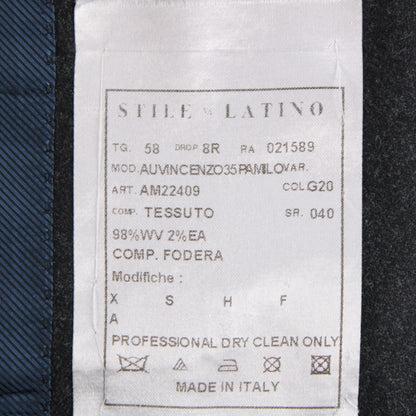 STILE LATINO
TG. 58 DROP 8R PA 021589
MOD. AUVINCENZO35PAMILO VAR.
ART. AM22409 COL G20
COMP. TESSUTO SR. 040
98%WV 2%EA
COMP. FODERA
Modifiche :
X S H F
A
PROFESSIONAL DRY CLEAN ONLY
MADE IN ITALY